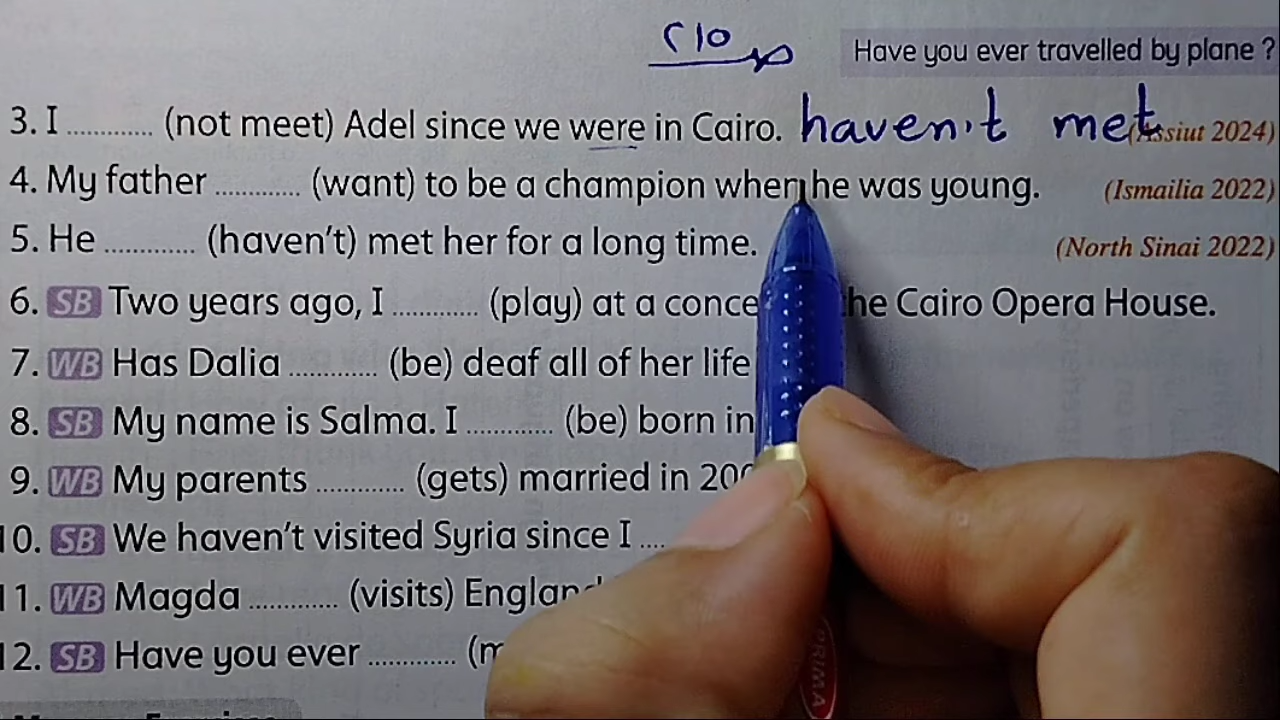 Have you ever travelled by plane ?
3. I ............ (not meet) Adel since we were in Cairo. haven't met (Assiut 2024)
4. My father ............ (want) to be a champion when he was young. (Ismailia 2022)
5. He ............ (haven't) met her for a long time. (North Sinai 2022)
6. SB Two years ago, I ............ (play) at a conce he Cairo Opera House.
7. WB Has Dalia ............ (be) deaf all of her life
8. SB My name is Salma. I ............ (be) born in
9. WB My parents ............ (gets) married in 200
10. SB We haven't visited Syria since I ....
11. WB Magda ............ (visits) England
12. SB Have you ever ............ (m
PRIMA